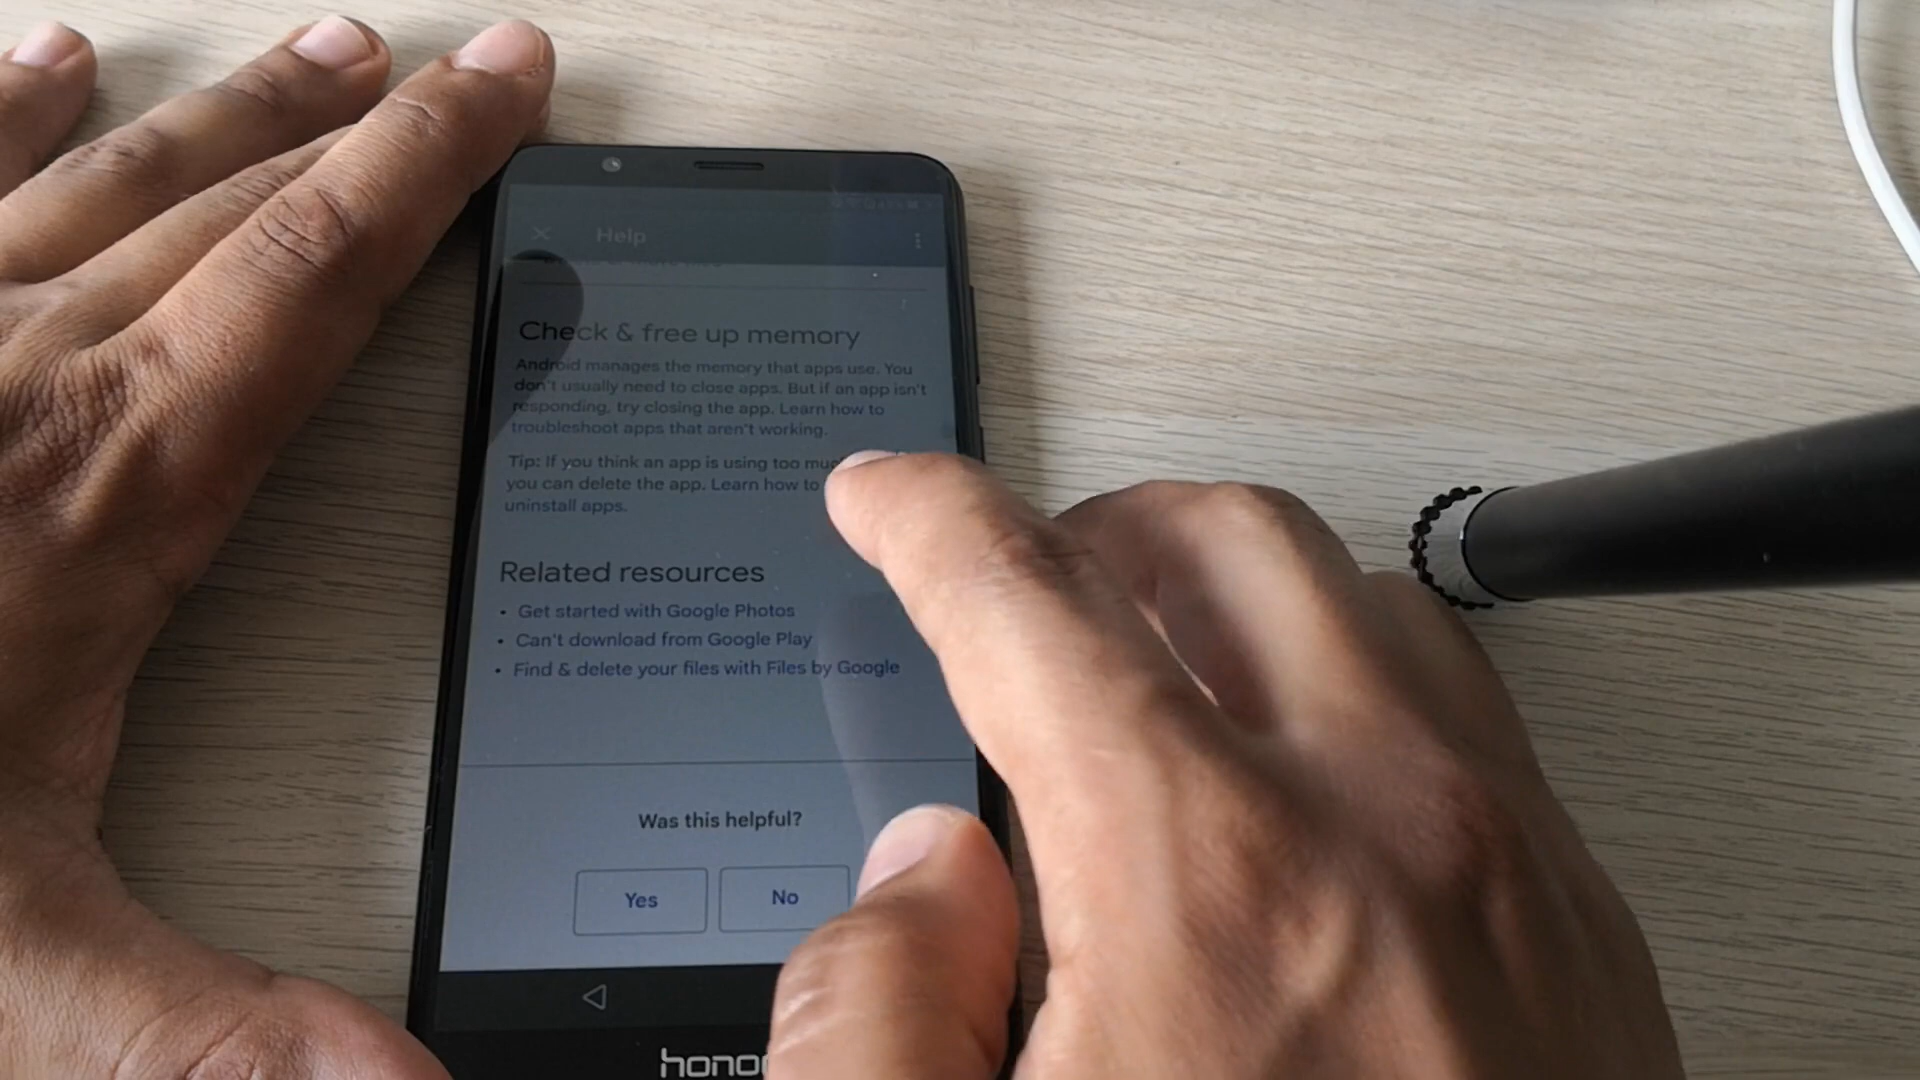 Help
Check & free up memory
Android manages the memory that apps use. You
don't usually need to close apps. But if an app isn't
responding, try closing the app. Learn how to
troubleshoot apps that aren't working.
Tip: If you think an app is using too
you can delete the app. Learn how to
uninstall apps.
Related resources
• Get started with Google Photos
• Can't download from Google Play
• Find & delete your files with Files by Google
Was this helpful?
Yes
No
honor